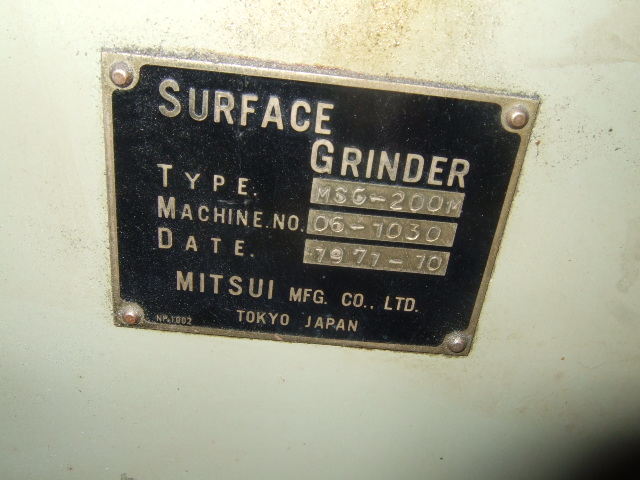 SURFACE
GRINDER
TYPE. MSG-200M
MACHINE.NO. 06-1030
DATE. 1971-10
MITSUI MFG. CO., LTD.
NP.1002 TOKYO JAPAN